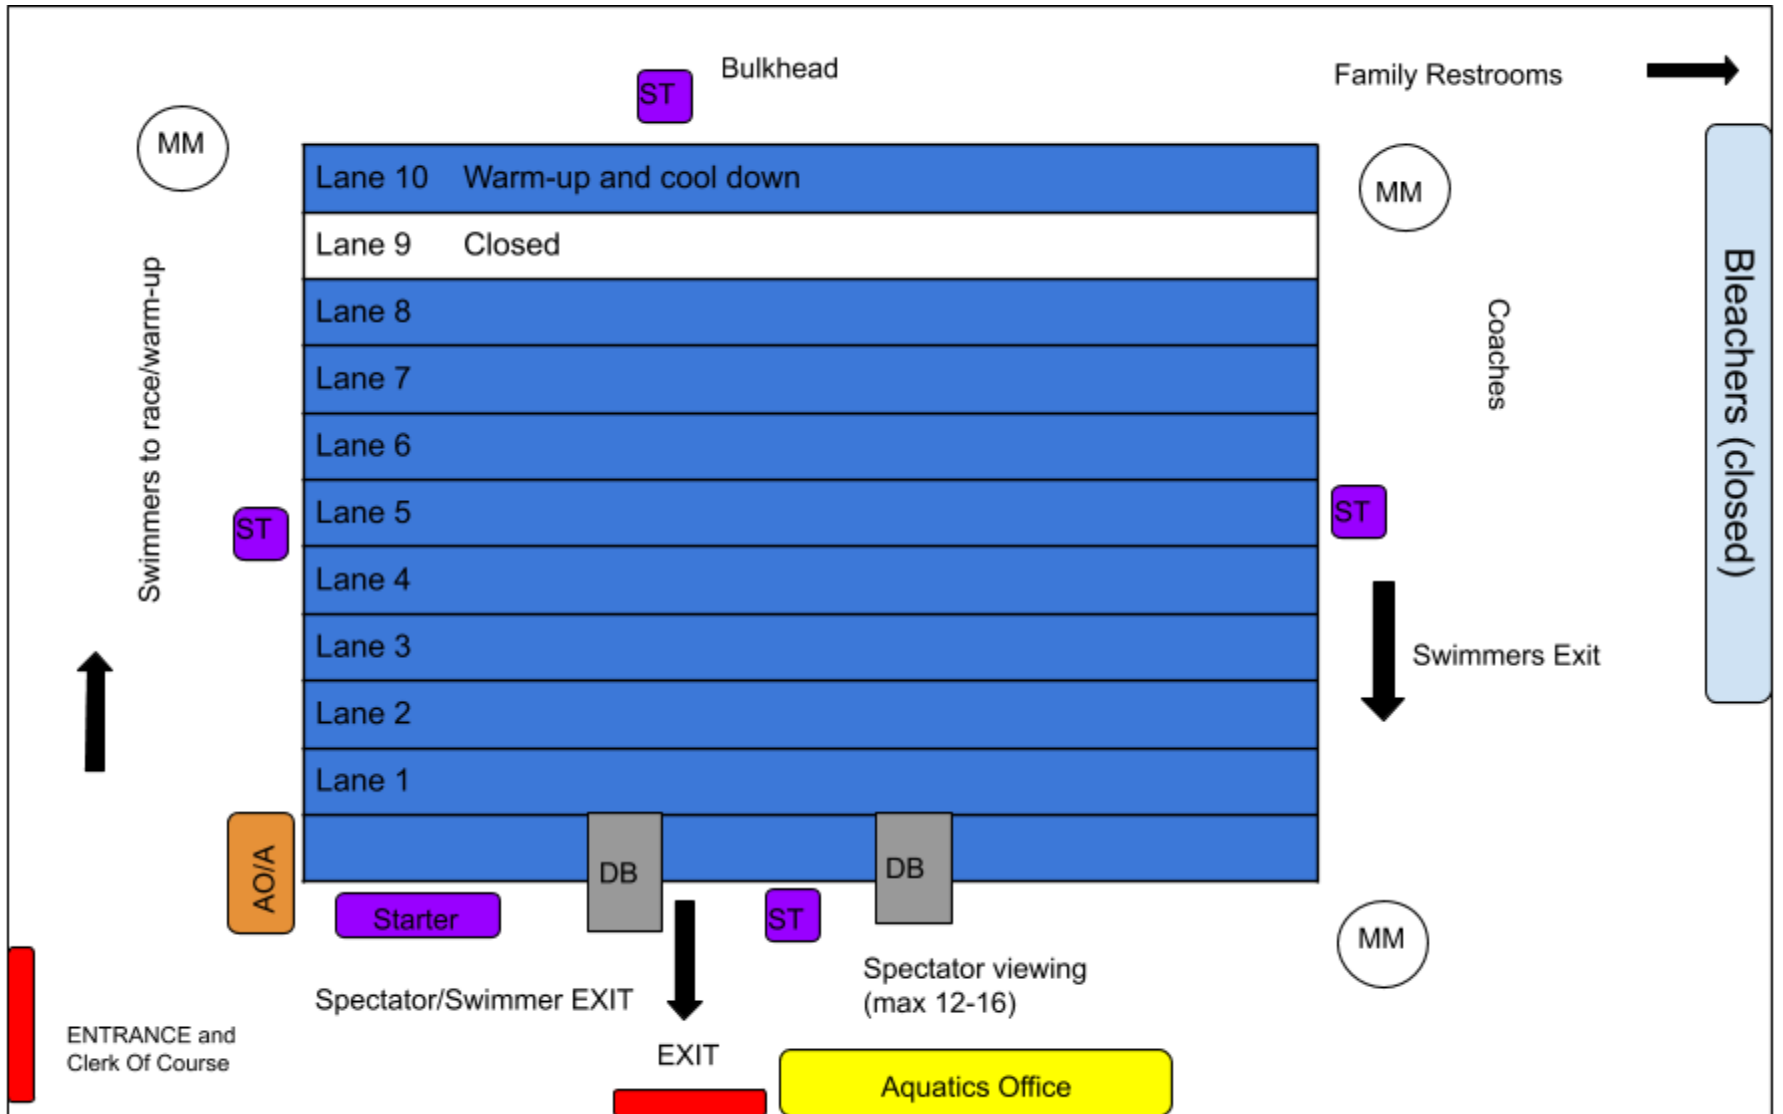 Bulkhead
ST
Family Restrooms
MM
MM
Lane 10 Warm-up and cool down
Lane 9 Closed
Lane 8
Lane 7
Lane 6
Lane 5
Lane 4
Lane 3
Lane 2
Lane 1
Swimmers to race/warm-up
ST
ST
Coaches
Bleachers (closed)
Swimmers Exit
AO/A
DB
DB
Starter
ST
MM
Spectator/Swimmer EXIT
Spectator viewing
(max 12-16)
ENTRANCE and
Clerk Of Course
EXIT
Aquatics Office